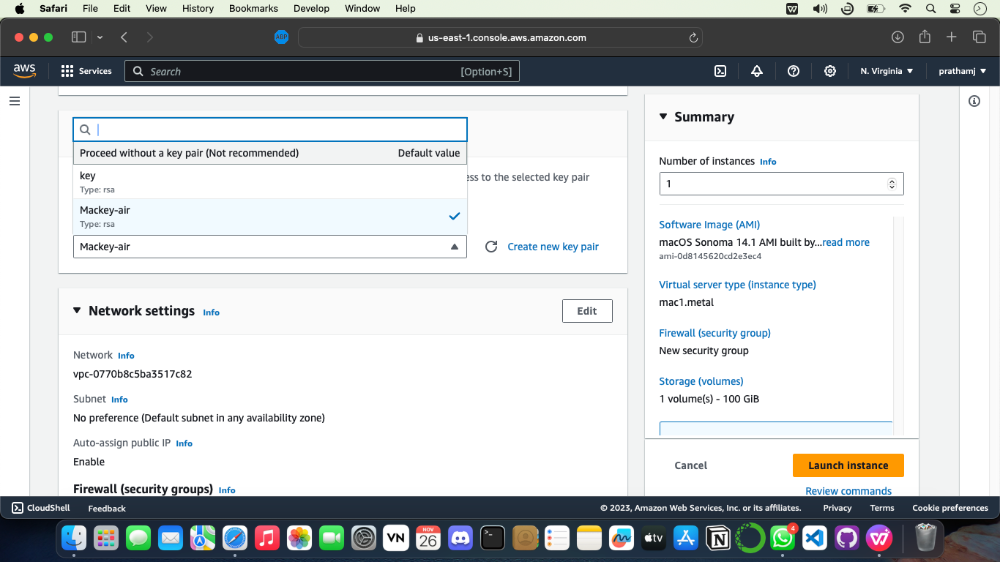 Safari File Edit View History Bookmarks Develop Window Help
ABP us-east-1.console.aws.amazon.com
aws Services Search [Option+S] N. Virginia prathamj
Proceed without a key pair (Not recommended) Default value
key
Type: rsa
ess to the selected key pair
Mackey-air
Type: rsa
Mackey-air Create new key pair
Network settings Info Edit
Network Info
vpc-0770b8c5ba3517c82
Subnet Info
No preference (Default subnet in any availability zone)
Auto-assign public IP Info
Enable
Firewall (security groups) Info
Summary
Number of instances Info
1
Software Image (AMI)
macOS Sonoma 14.1 AMI built by...read more
ami-0d8145620cd2e3ec4
Virtual server type (instance type)
mac1.metal
Firewall (security group)
New security group
Storage (volumes)
1 volume(s) - 100 GiB
Cancel Launch instance
Review commands
CloudShell Feedback © 2023, Amazon Web Services, Inc. or its affiliates. Privacy Terms Cookie preferences
VN NOV 26 tv 4